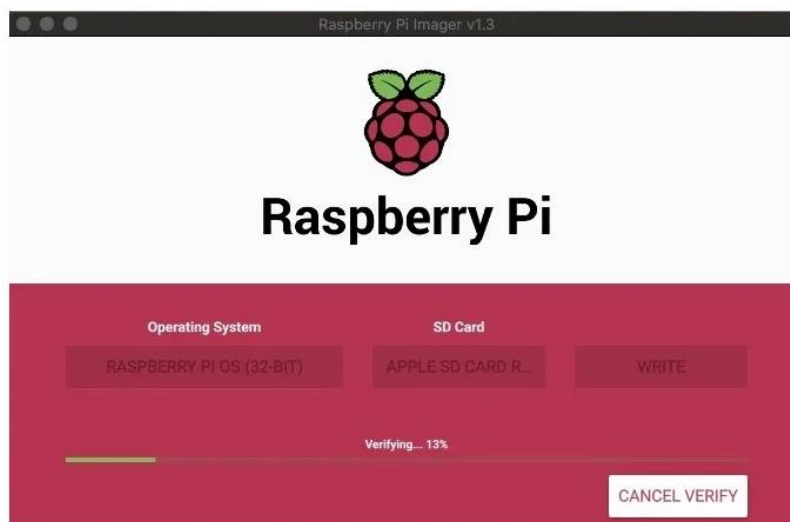 Raspberry Pi Imager v1.3
Raspberry Pi
Operating System
SD Card
RASPBERRY PI OS (32-BIT)
APPLE SD CARD R...
WRITE
Verifying... 13%
CANCEL VERIFY